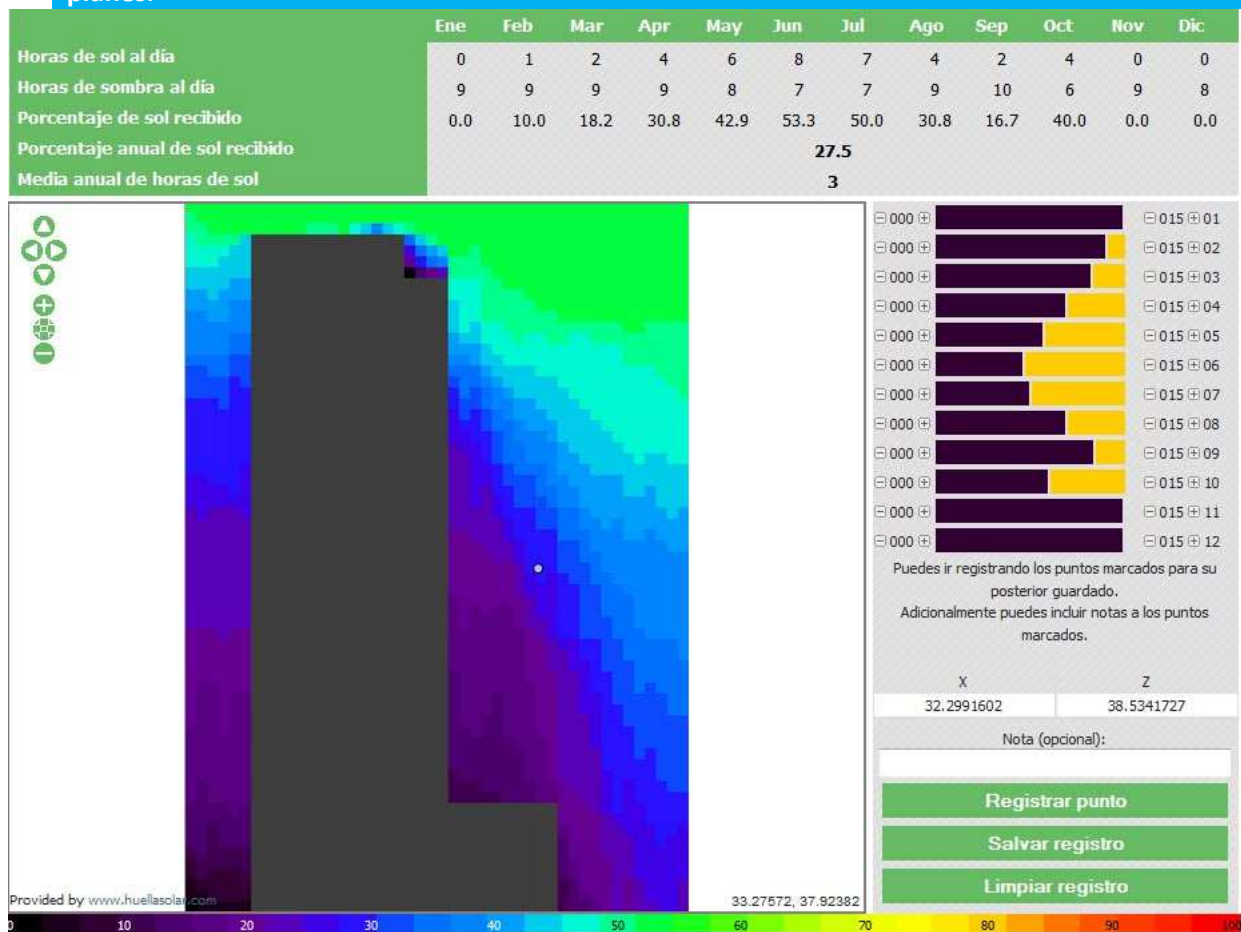 planes.
Ene Feb Mar Apr May Jun Jul Ago Sep Oct Nov Dic
Horas de sol al día 0 1 2 4 6 8 7 4 2 4 0 0
Horas de sombra al día 9 9 9 9 8 7 7 9 10 6 9 8
Porcentaje de sol recibido 0.0 10.0 18.2 30.8 42.9 53.3 50.0 30.8 16.7 40.0 0.0 0.0
Porcentaje anual de sol recibido 27.5
Media anual de horas de sol 3
000 015 01
000 015 02
000 015 03
000 015 04
000 015 05
000 015 06
000 015 07
000 015 08
000 015 09
000 015 10
000 015 11
000 015 12
Puedes ir registrando los puntos marcados para su
posterior guardado.
Adicionalmente puedes incluir notas a los puntos
marcados.
X Z
32.2991602 38.5341727
Nota (opcional):
Registrar punto
Salvar registro
Limpiar registro
Provided by www.huellasolar.com
33.27572, 37.92382
0 10 20 30 40 50 60 70 80 90 100